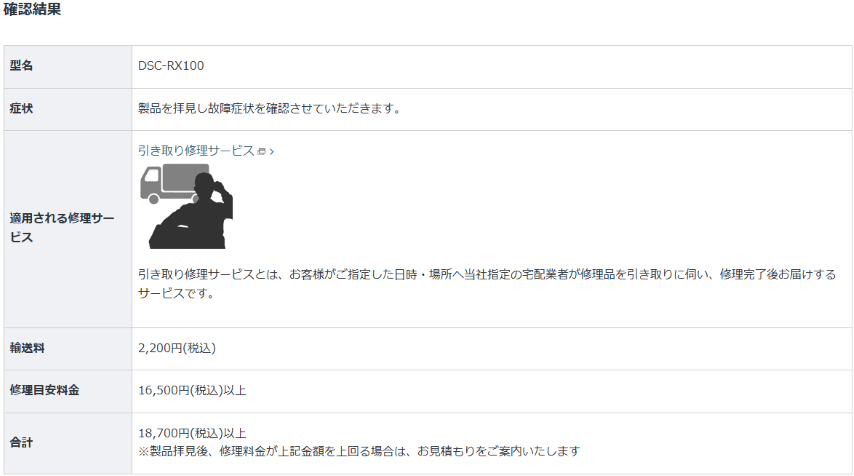 確認結果
型名
DSC-RX100
症状
製品を拝見し故障症状を確認させていただきます。
適用される修理サー
ビス
引き取り修理サービス
引き取り修理サービスとは、お客様がご指定した日時・場所へ当社指定の宅配業者が修理品を引き取りに伺い、修理完了後お届けする
サービスです。
輸送料
2,200円(税込)
修理目安料金
16,500円(税込)以上
合計
18,700円(税込)以上
※製品拝見後、修理料金が上記金額を上回る場合は、お見積もりをご案内いたします